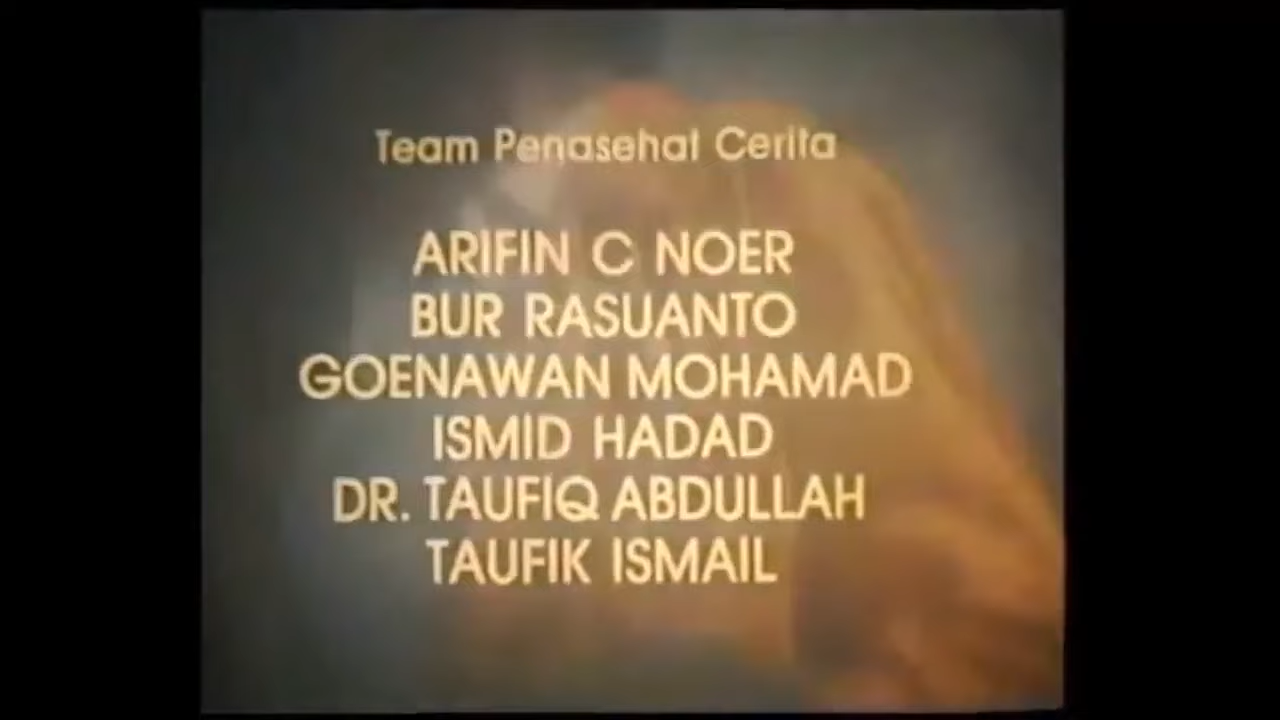 Team Penasehat Cerita
ARIFIN C NOER
BUR RASUANTO
GOENAWAN MOHAMAD
ISMID HADAD
DR. TAUFIQ ABDULLAH
TAUFIK ISMAIL